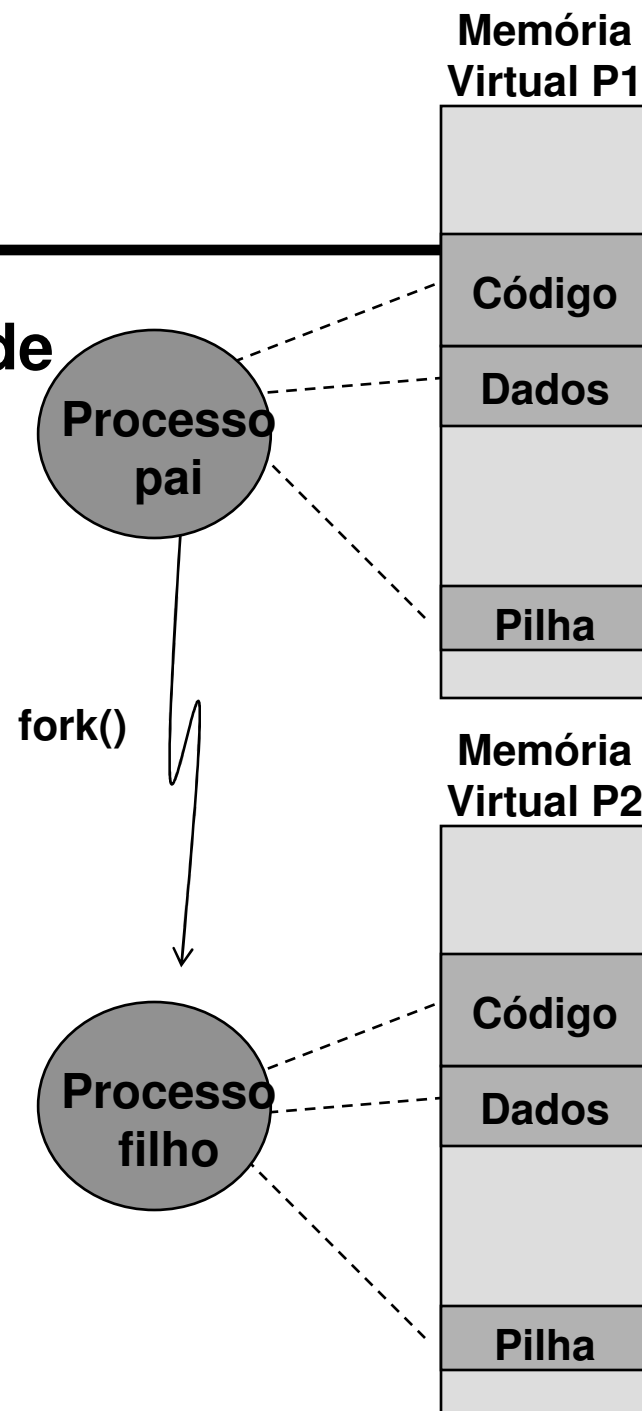 Memória
Virtual P1
Código
de
Dados
Processo
pai
Pilha
fork()
Memória
Virtual P2
Código
Processo
filho
Dados
Pilha